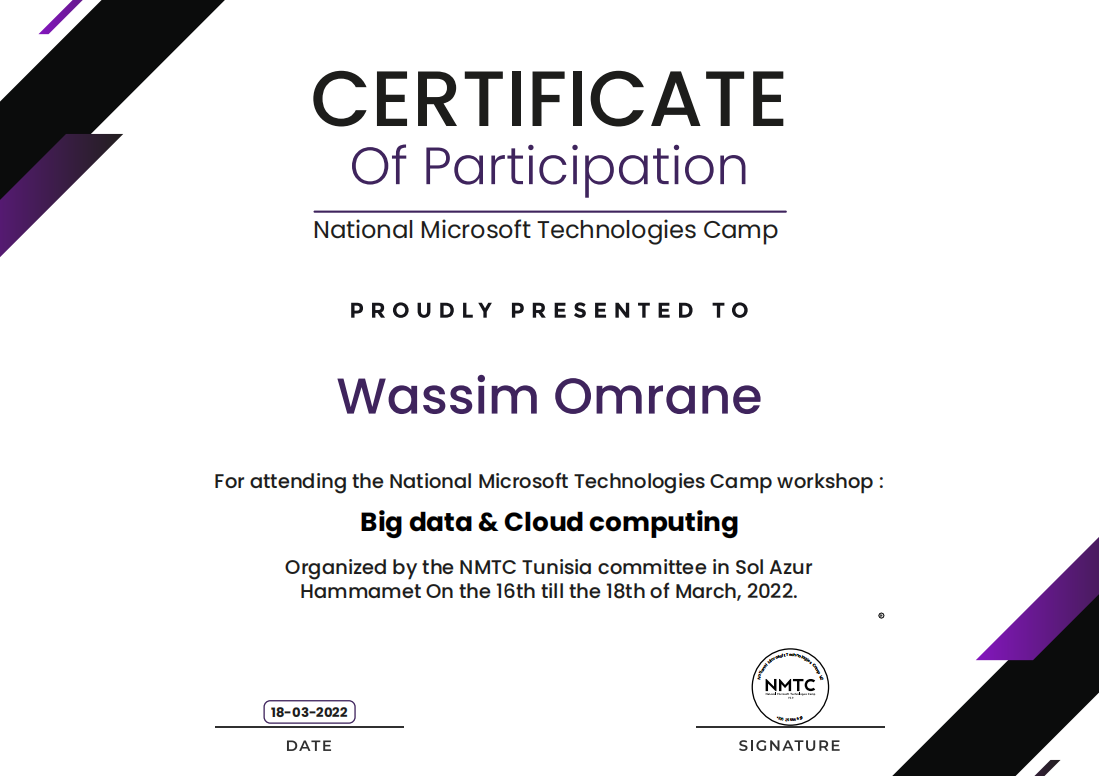 CERTIFICATE
Of Participation
National Microsoft Technologies Camp
PROUDLY PRESENTED TO
Wassim Omrane
For attending the National Microsoft Technologies Camp workshop :
Big data & Cloud computing
Organized by the NMTC Tunisia committee in Sol Azur
Hammamet On the 16th till the 18th of March, 2022.
NMTC
18-03-2022
DATE
SIGNATURE